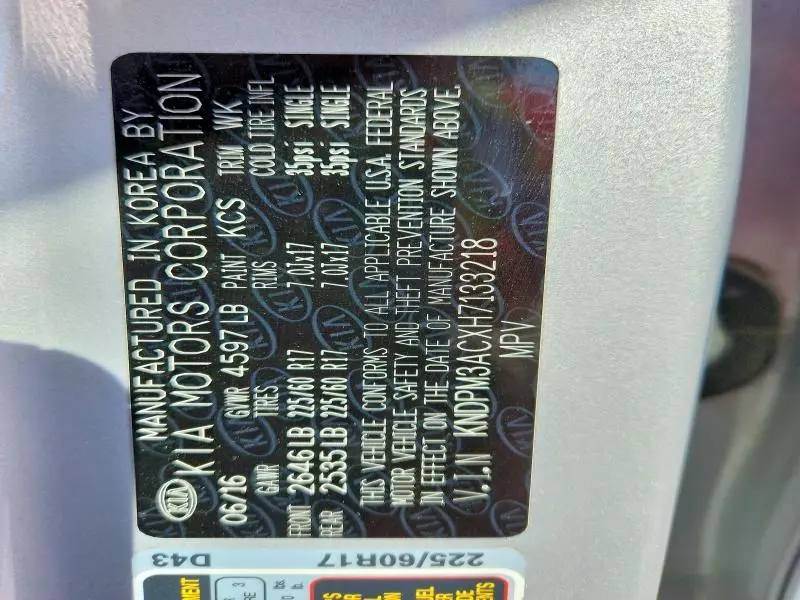 MANUFACTURED IN KOREA BY
KIA KIA MOTORS CORPORATION
06/16 GVWR 4597LB PAINT KCS TRIM WK
GAWR TIRES RIMS COLD TIRE INFL
FRONT 2646LB 225/60 R17 7.0Jx17 35psi SINGLE
REAR 2535LB 225/60 R17 7.0Jx17 35psi SINGLE
THIS VEHICLE CONFORMS TO ALL APPLICABLE U.S.A. FEDERAL
MOTOR VEHICLE-SAFETY AND THEFT PREVENTION STANDARDS
IN EFFECT ON THE DATE OF MANUFACTURE SHOWN ABOVE.
V.I.N KNDPM3ACXH7133218
MPV
225/60R17 D43